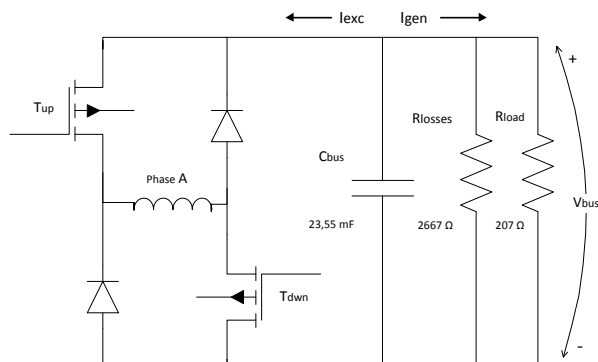 Iexc Igen
+
Tup
Rlosses
Rload
Cbus
Phase A
Vbus
23,55 mF
2667 Ω
207 Ω
Tdwn
-